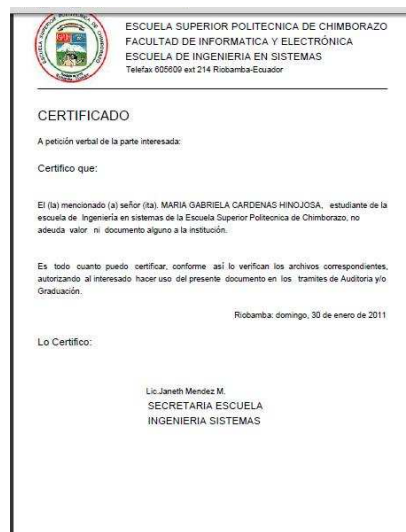 ESCUELA SUPERIOR POLITECNICA DE CHIMBORAZO
FACULTAD DE INFORMATICA Y ELECTRÓNICA
ESCUELA DE INGENIERIA EN SISTEMAS
Telefax 605609 ext 214 Riobamba-Ecuador
CERTIFICADO
A petición verbal de la parte interesada:
Certifico que:
El (la) mencionado (a) señor (ita). MARIA GABRIELA CARDENAS HINOJOSA, estudiante de la
escuela de Ingeniería en sistemas de la Escuela Superior Politecnica de Chimborazo, no
adeuda valor ni documento alguno a la institución.
Es todo cuanto puedo certificar, conforme así lo verifican los archivos correspondientes,
autorizando al interesado hacer uso del presente documento en los tramites de Auditoria y/o
Graduación.
Riobamba: domingo, 30 de enero de 2011
Lo Certifico:
Lic.Janeth Mendez M.
SECRETARIA ESCUELA
INGENIERIA SISTEMAS